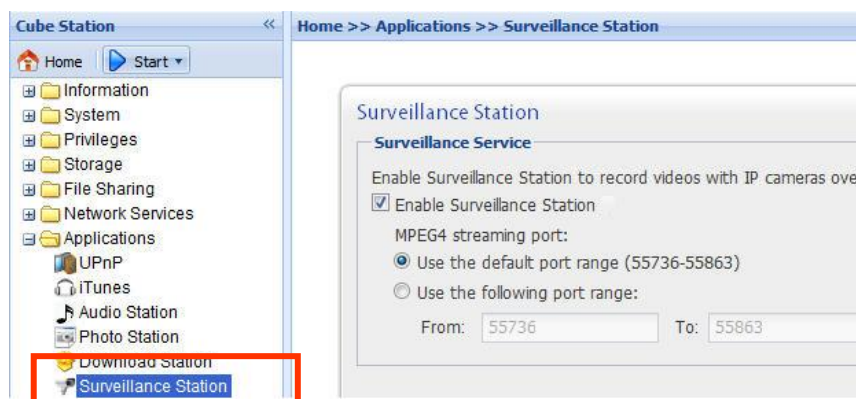 Cube Station
Home
Start
Information
System
Privileges
Storage
File Sharing
Network Services
Applications
UPnP
iTunes
Audio Station
Photo Station
Download Station
Surveillance Station
Home >> Applications >> Surveillance Station
Surveillance Station
Surveillance Service
Enable Surveillance Station to record videos with IP cameras ove
Enable Surveillance Station
MPEG4 streaming port:
Use the default port range (55736-55863)
Use the following port range:
From: 55736 To: 55863